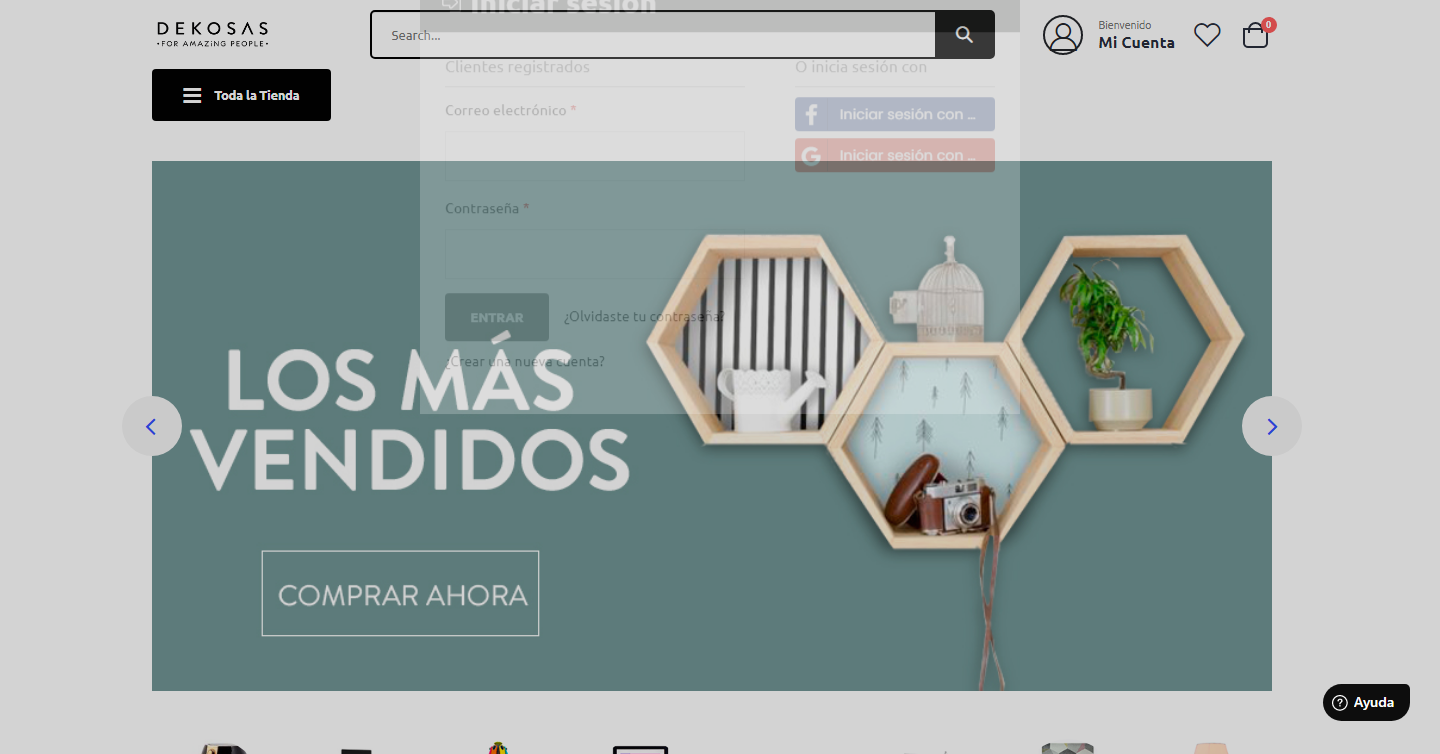 Iniciar sesión
DEKOSAS
•FOR AMAZiNG PEOPLE•
Search...
Bienvenido
Mi Cuenta
0
Toda la Tienda
Clientes registrados
O inicia sesión con
Correo electrónico *
Iniciar sesión con ...
Iniciar sesión con ...
Contraseña *
ENTRAR
¿Olvidaste tu contraseña?
¿Crear una nueva cuenta?
LOS MÁS
VENDIDOS
COMPRAR AHORA
Ayuda